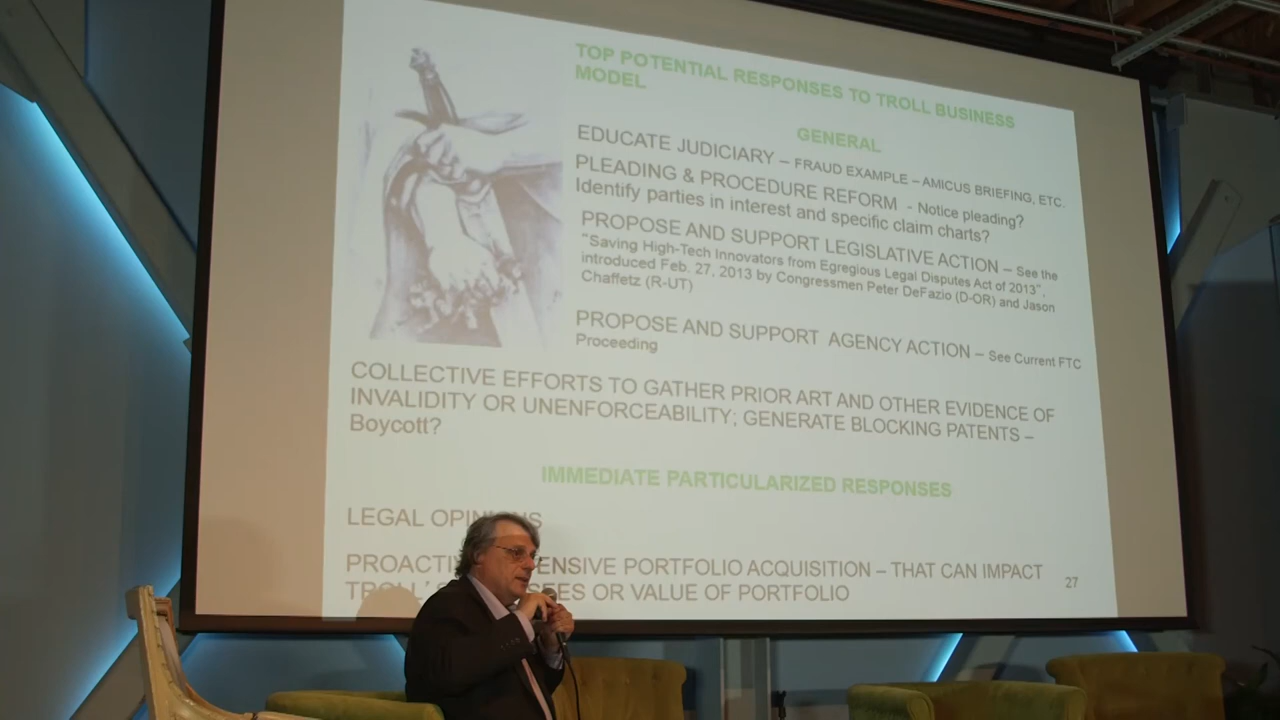 TOP POTENTIAL RESPONSES TO TROLL BUSINESS
MODEL
GENERAL
EDUCATE JUDICIARY – FRAUD EXAMPLE – AMICUS BRIEFING, ETC.
PLEADING & PROCEDURE REFORM - Notice pleading?
Identify parties in interest and specific claim charts?
PROPOSE AND SUPPORT LEGISLATIVE ACTION – See the
"Saving High-Tech Innovators from Egregious Legal Disputes Act of 2013",
introduced Feb. 27, 2013 by Congressmen Peter DeFazio (D-OR) and Jason
Chaffetz (R-UT)
PROPOSE AND SUPPORT AGENCY ACTION – See Current FTC
Proceeding
COLLECTIVE EFFORTS TO GATHER PRIOR ART AND OTHER EVIDENCE OF
INVALIDITY OR UNENFORCEABILITY; GENERATE BLOCKING PATENTS –
Boycott?
IMMEDIATE PARTICULARIZED RESPONSES
LEGAL
PORTFOLIO ACQUISITION – THAT CAN IMPACT
OR VALUE OF PORTFOLIO
27